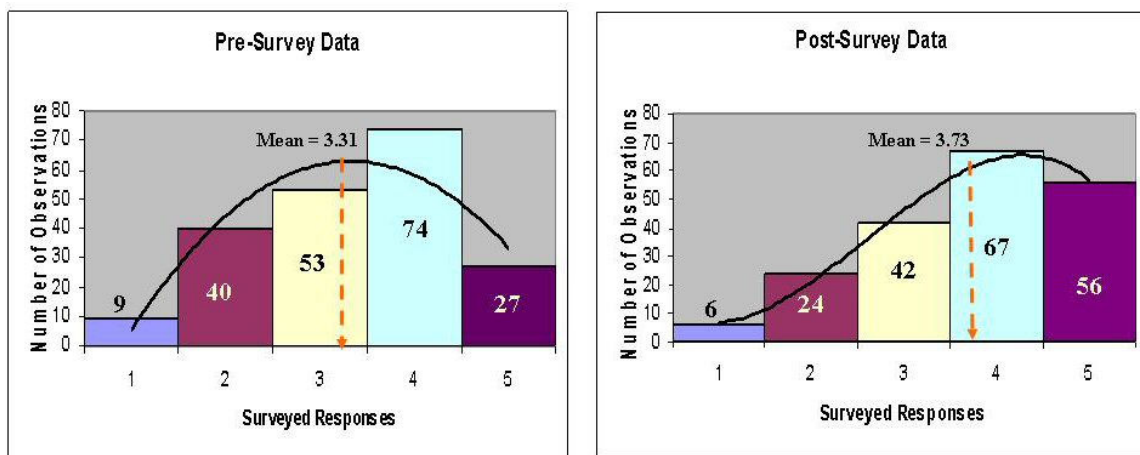 Pre-Survey Data
Number of Observations
80
70
60
50
40
30
20
10
0
Mean = 3.31
9
40
53
74
27
1 2 3 4 5
Surveyed Responses
Post-Survey Data
Number of Observations
80
70
60
50
40
30
20
10
0
Mean = 3.73
6
24
42
67
56
1 2 3 4 5
Surveyed Responses